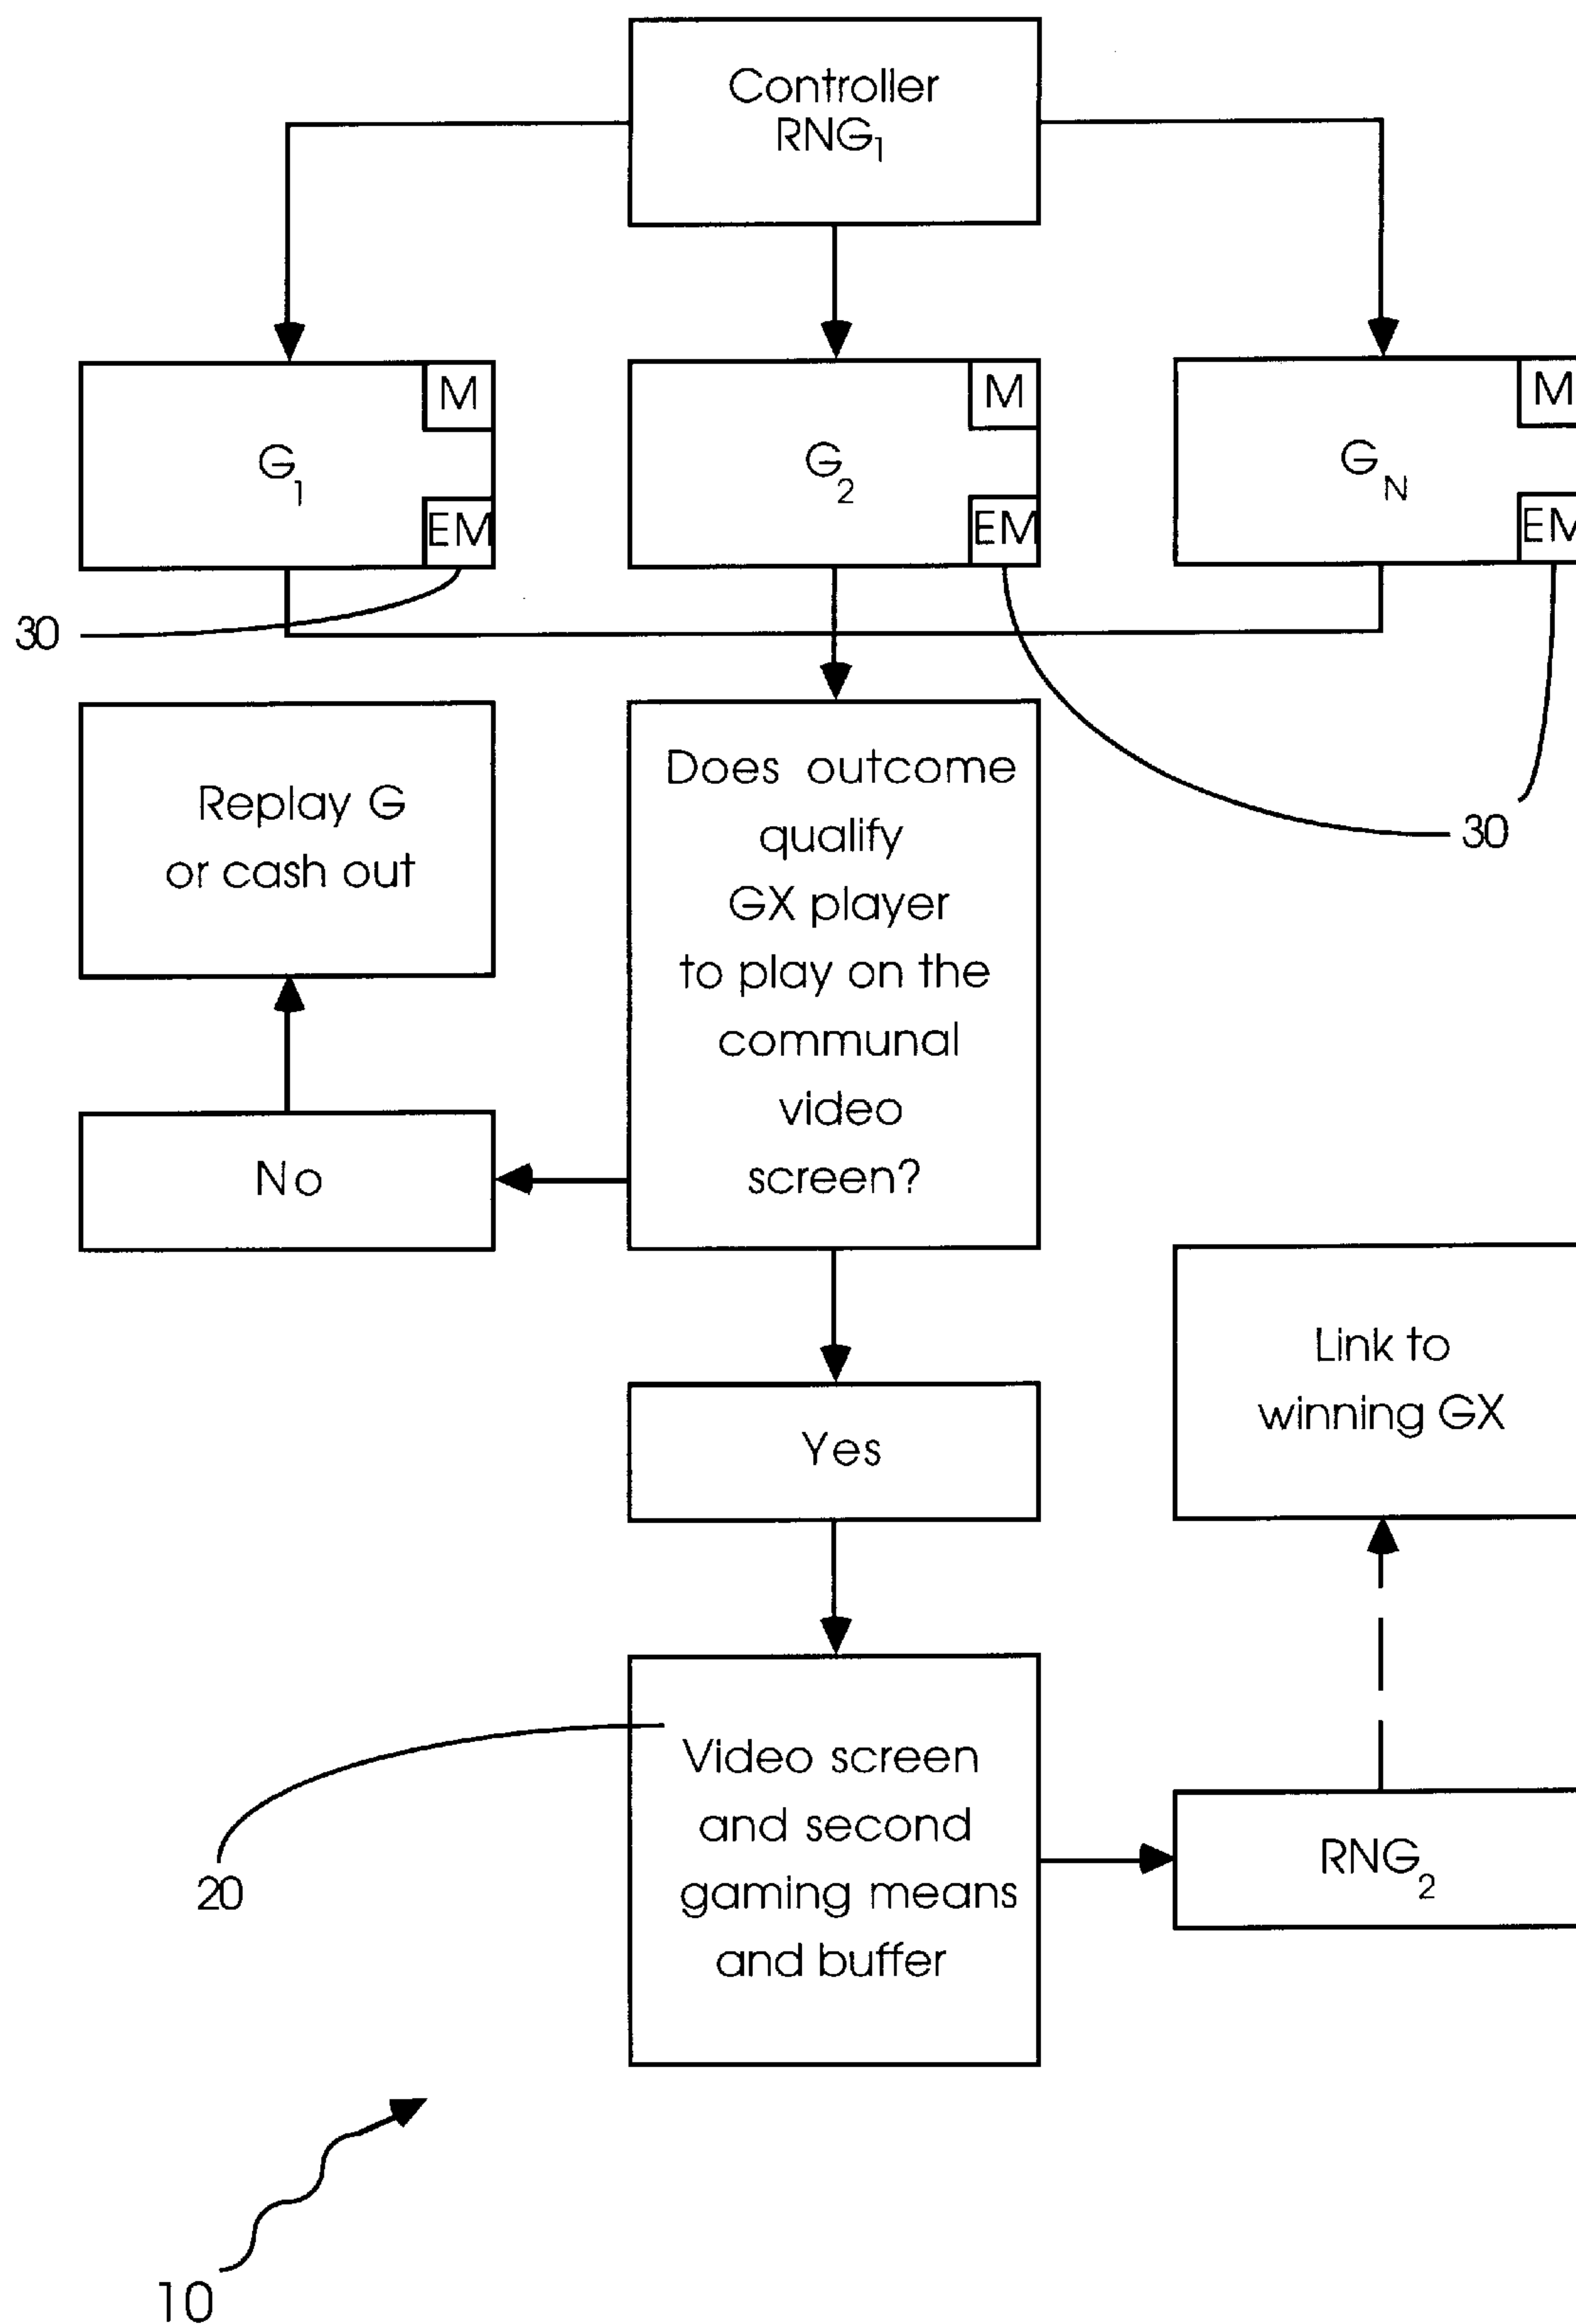 Controller
RNG₁
M
M
M
G₁
G₂
G_N
EM
EM
EM
30
Does outcome
qualify
GX player
to play on the
communal
video
screen?
Replay G
or cash out
30
No
Link to
winning GX
Yes
Video screen
and second
gaming means
and buffer
RNG₂
20
10